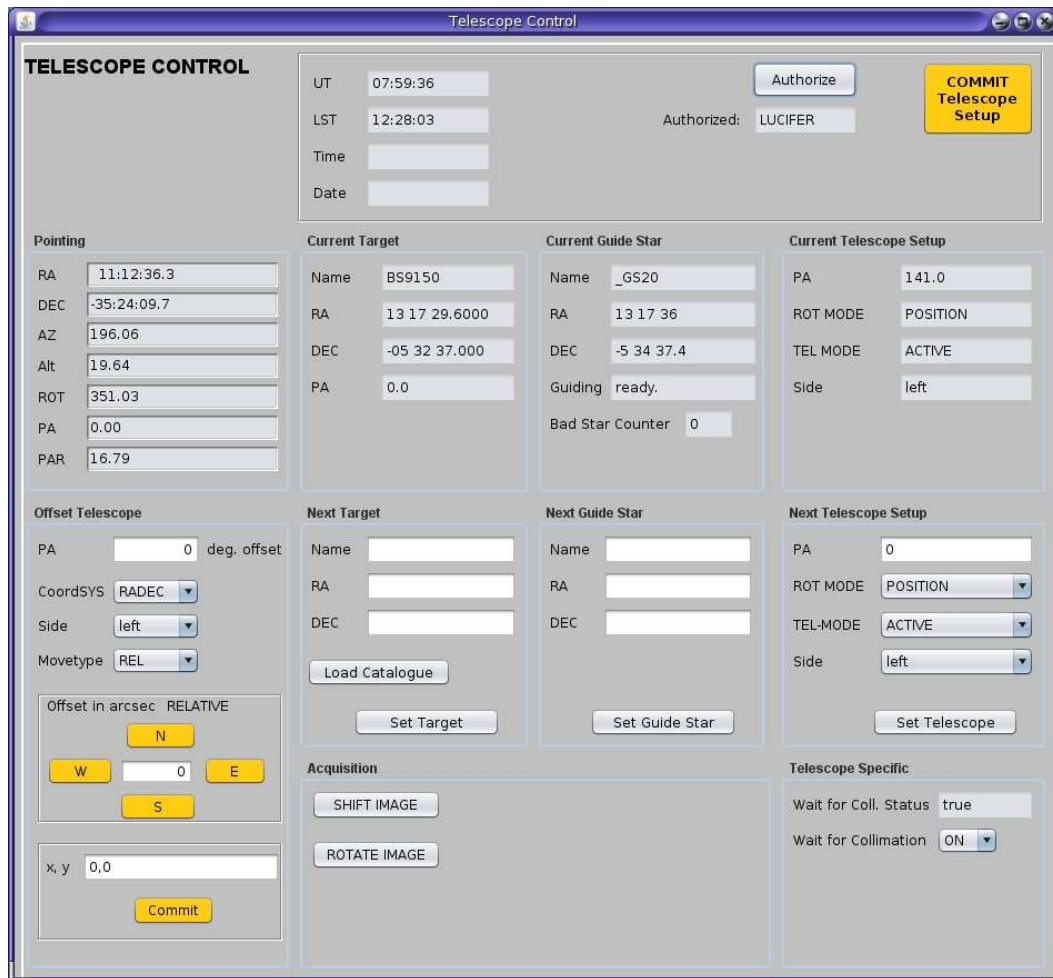 Telescope Control
TELESCOPE CONTROL
UT 07:59:36
LST 12:28:03
Time
Date
Authorize
Authorized: LUCIFER
COMMIT
Telescope
Setup
Pointing
RA 11:12:36.3
DEC -35:24:09.7
AZ 196.06
Alt 19.64
ROT 351.03
PA 0.00
PAR 16.79
Current Target
Name BS9150
RA 13 17 29.6000
DEC -05 32 37.000
PA 0.0
Current Guide Star
Name _GS20
RA 13 17 36
DEC -5 34 37.4
Guiding ready.
Bad Star Counter 0
Current Telescope Setup
PA 141.0
ROT MODE POSITION
TEL MODE ACTIVE
Side left
Offset Telescope
PA 0 deg. offset
CoordSYS RADEC
Side left
Movetype REL
Offset in arcsec RELATIVE
N
W 0 E
S
x, y 0,0
Commit
Next Target
Name
RA
DEC
Load Catalogue
Set Target
Next Guide Star
Name
RA
DEC
Set Guide Star
Next Telescope Setup
PA 0
ROT MODE POSITION
TEL-MODE ACTIVE
Side left
Set Telescope
Acquisition
SHIFT IMAGE
ROTATE IMAGE
Telescope Specific
Wait for Coll. Status true
Wait for Collimation ON